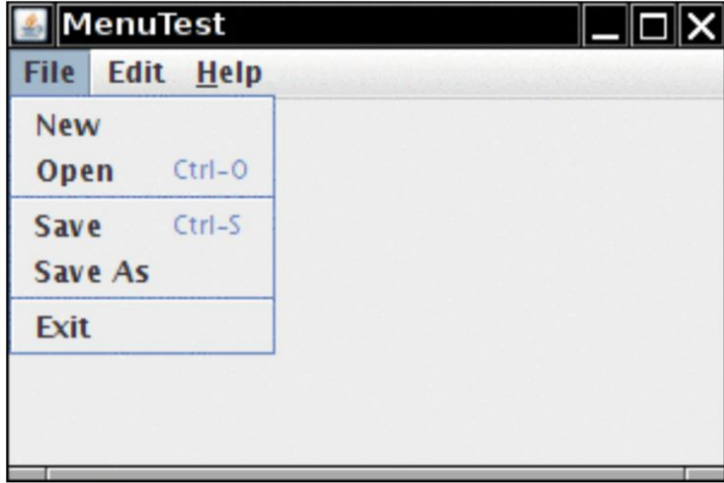 MenuTest
File Edit Help
New
Open Ctrl-O
Save Ctrl-S
Save As
Exit